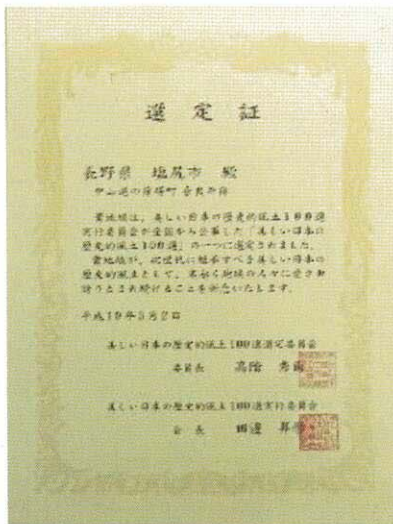 選定証
長野県 塩尻市 殿
中山道の宿場町 奈良井宿
貴地域は、美しい日本の歴史的風土100選
実行委員会が全国から公募した「美しい日本の
歴史的風土100選」の一つに選定されました。
貴地域が、次世代に継承すべき美しい日本の
歴史的風土として、末永く地域の人々に愛され
誇りとされ続けることを祈念いたします。
平成19年3月2日
美しい日本の歴史的風土100選選定委員会
委員長 高階 秀爾
美しい日本の歴史的風土100選実行委員会
会長 田邊 昇